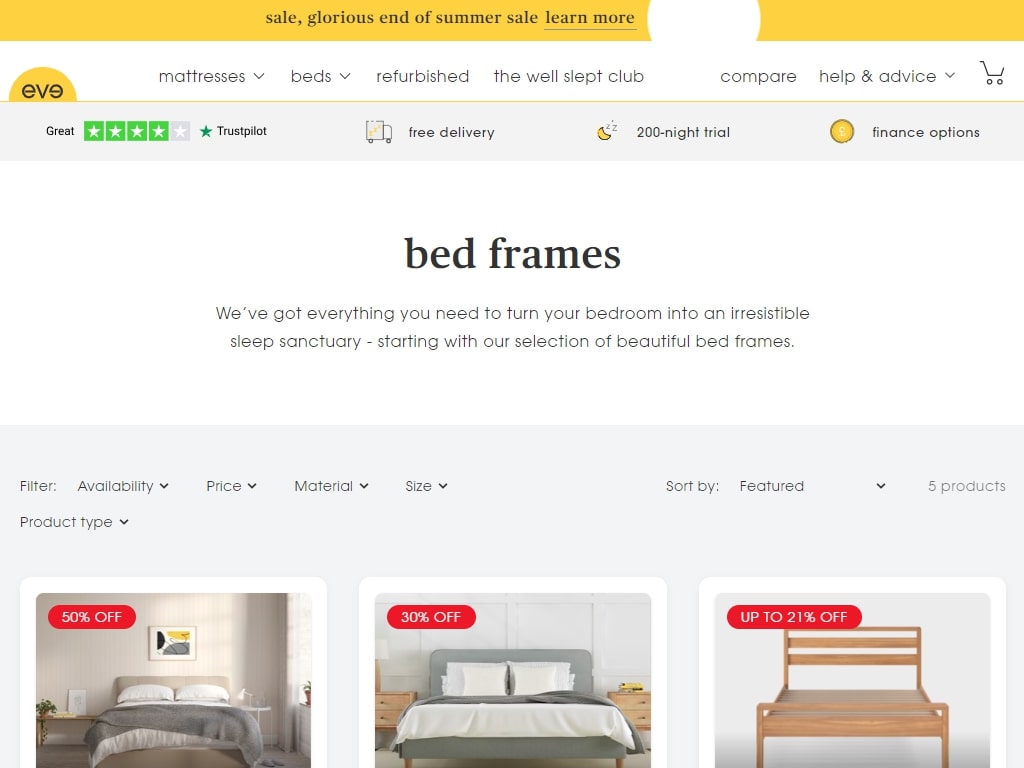 sale, glorious end of summer sale learn more
eve
mattresses beds refurbished the well slept club compare help & advice
Great Trustpilot free delivery 200-night trial finance options
bed frames
We’ve got everything you need to turn your bedroom into an irresistible
sleep sanctuary - starting with our selection of beautiful bed frames.
Filter: Availability Price Material Size Sort by: Featured 5 products
Product type
50% OFF 30% OFF UP TO 21% OFF